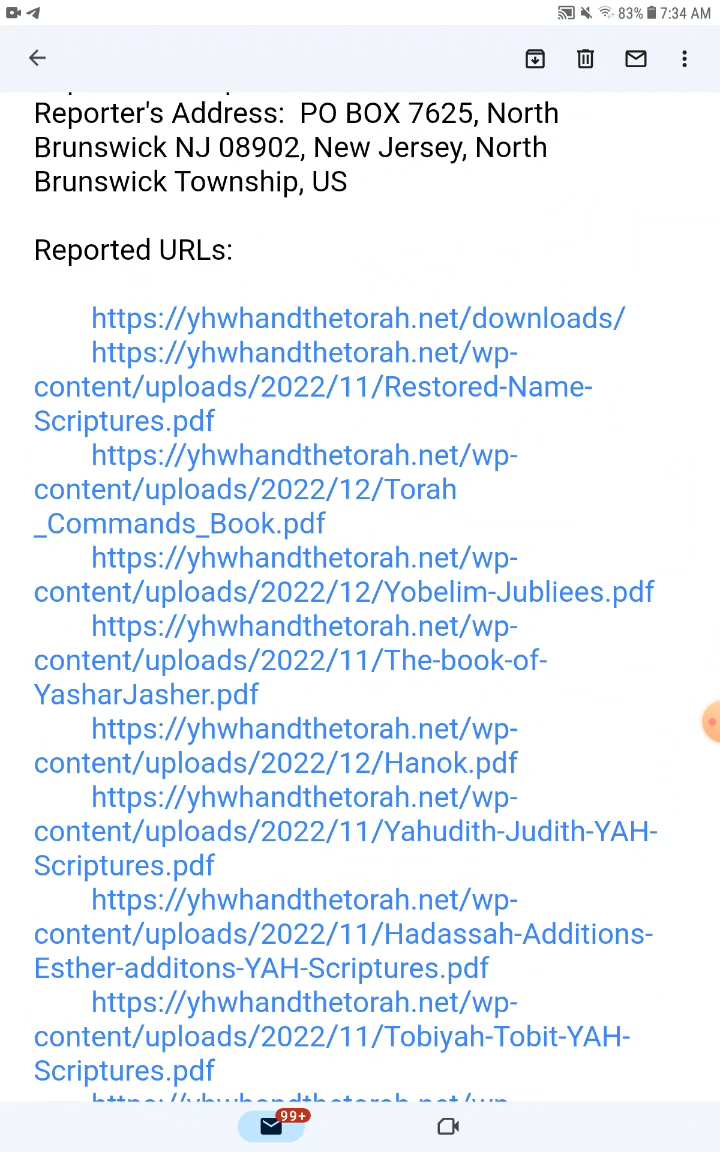 83% 7:34 AM
Reporter's Address:  PO BOX 7625, North
Brunswick NJ 08902, New Jersey, North
Brunswick Township, US
Reported URLs:
https://yhwhandthetorah.net/downloads/
https://yhwhandthetorah.net/wp-
content/uploads/2022/11/Restored-Name-
Scriptures.pdf
https://yhwhandthetorah.net/wp-
content/uploads/2022/12/Torah
_Commands_Book.pdf
https://yhwhandthetorah.net/wp-
content/uploads/2022/12/Yobelim-Jubliees.pdf
https://yhwhandthetorah.net/wp-
content/uploads/2022/11/The-book-of-
YasharJasher.pdf
https://yhwhandthetorah.net/wp-
content/uploads/2022/12/Hanok.pdf
https://yhwhandthetorah.net/wp-
content/uploads/2022/11/Yahudith-Judith-YAH-
Scriptures.pdf
https://yhwhandthetorah.net/wp-
content/uploads/2022/11/Hadassah-Additions-
Esther-additons-YAH-Scriptures.pdf
https://yhwhandthetorah.net/wp-
content/uploads/2022/11/Tobiyah-Tobit-YAH-
Scriptures.pdf
https://yhwhandthetorah.net/wp-
99+